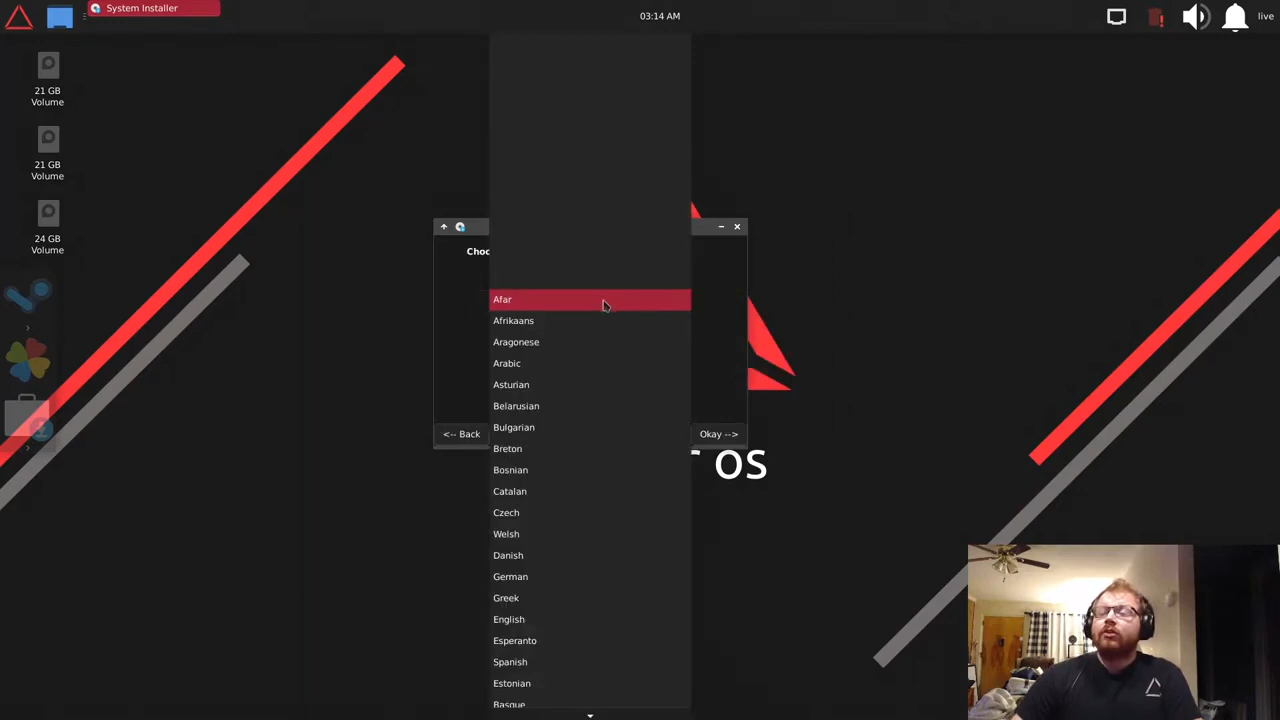 System Installer
03:14 AM
live
21 GB
Volume
21 GB
Volume
24 GB
Volume
Afar
Afrikaans
Aragonese
Arabic
Asturian
Belarusian
Bulgarian
Breton
Bosnian
Catalan
Czech
Welsh
Danish
German
Greek
English
Esperanto
Spanish
Estonian
Basque
<-- Back
Okay -->
os